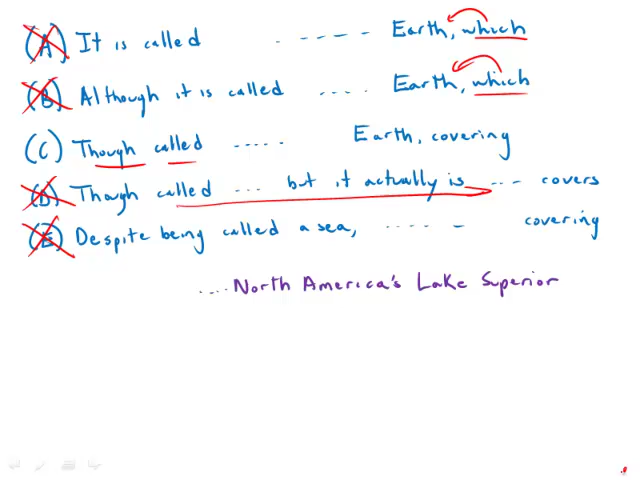 (A) It is called ------ Earth, which
(B) Although it is called .... Earth, which
(C) Though called ..... Earth, covering
(D) Though called ... but it actually is ... covers
(E) Despite being called a sea, ------ covering
.... North America's Lake Superior